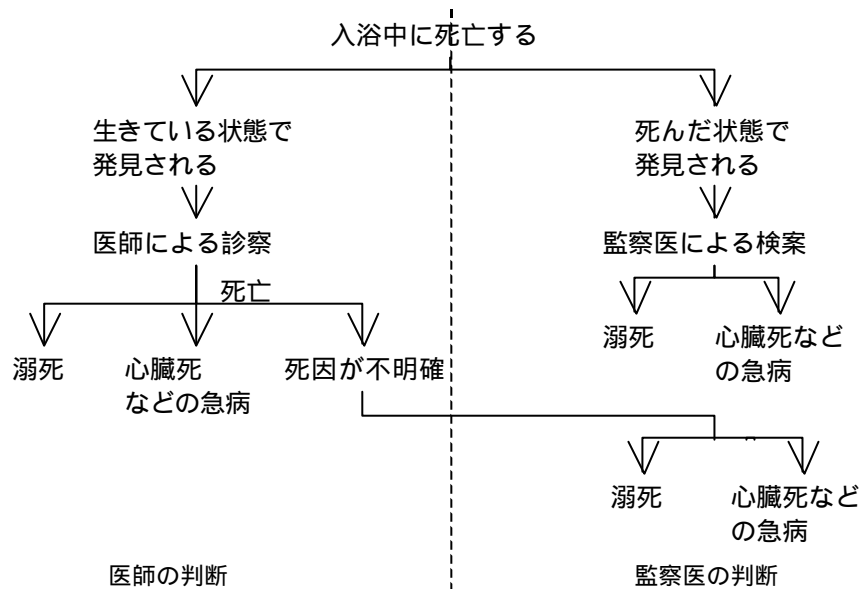 入浴中に死亡する
生きている状態で
発見される
死んだ状態で
発見される
医師による診察
監察医による検案
死亡
溺死
心臓死
などの急病
死因が不明確
溺死
心臓死など
の急病
溺死
心臓死など
の急病
医師の判断
監察医の判断